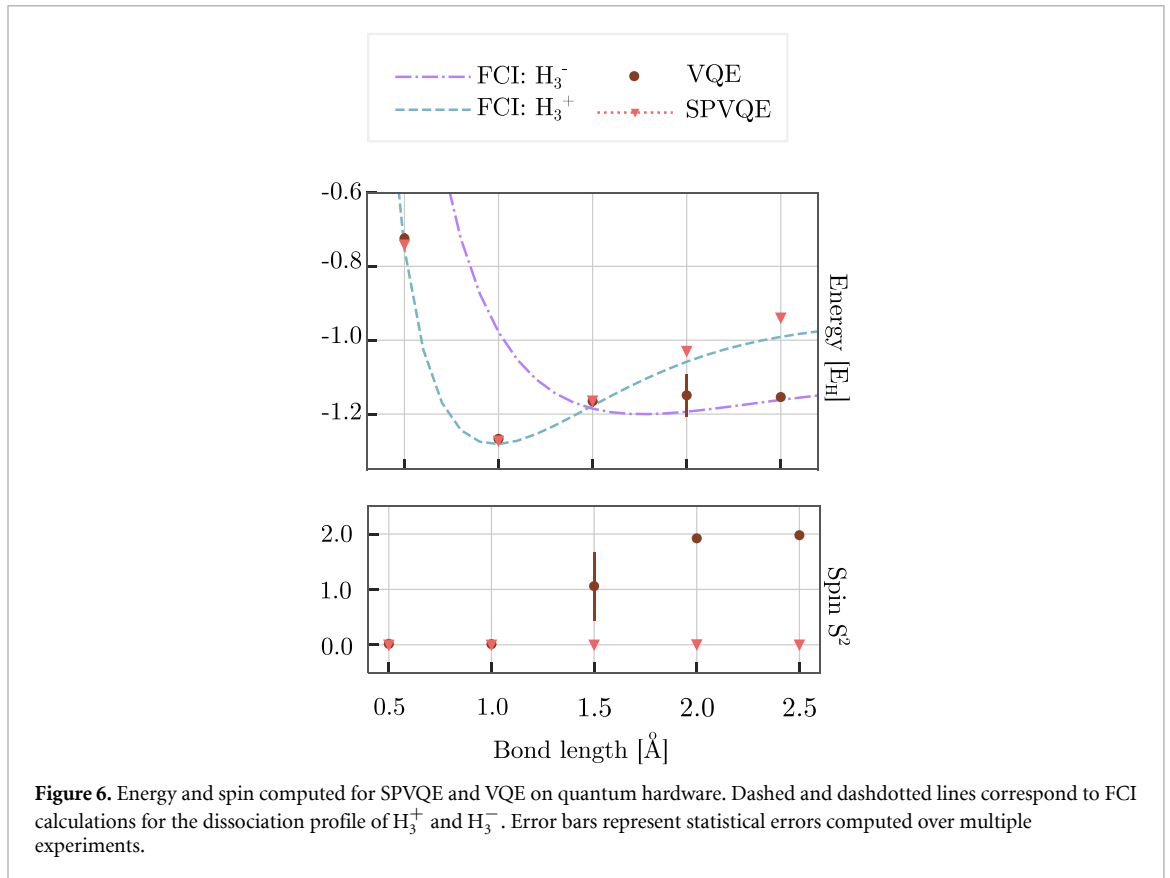 FCI: H₃⁻ VQE
FCI: H₃⁺ SPVQE
-0.6
-0.8
-1.0
-1.2
Energy [E_H]
2.0
1.0
0.0
Spin S²
0.5 1.0 1.5 2.0 2.5
Bond length [Å]
Figure 6. Energy and spin computed for SPVQE and VQE on quantum hardware. Dashed and dashdotted lines correspond to FCI
calculations for the dissociation profile of H₃⁺ and H₃⁻. Error bars represent statistical errors computed over multiple
experiments.